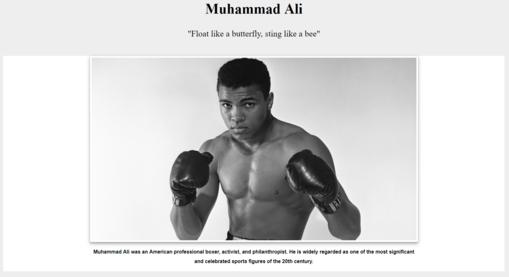 Muhammad Ali
"Float like a butterfly, sting like a bee"
Muhammad Ali was an American professional boxer, activist, and philanthropist. He is widely regarded as one of the most significant
and celebrated sports figures of the 20th century.